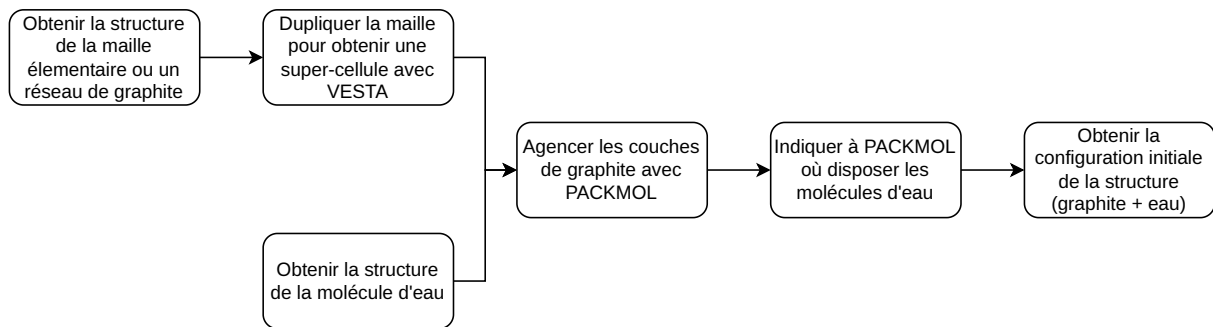 Obtenir la structure
de la maille
élementaire ou un
réseau de graphite
Dupliquer la maille
pour obtenir une
super-cellule avec
VESTA
Obtenir la structure
de la molécule d'eau
Agencer les couches
de graphite avec
PACKMOL
Indiquer à PACKMOL
où disposer les
molécules d'eau
Obtenir la
configuration initiale
de la structure
(graphite + eau)